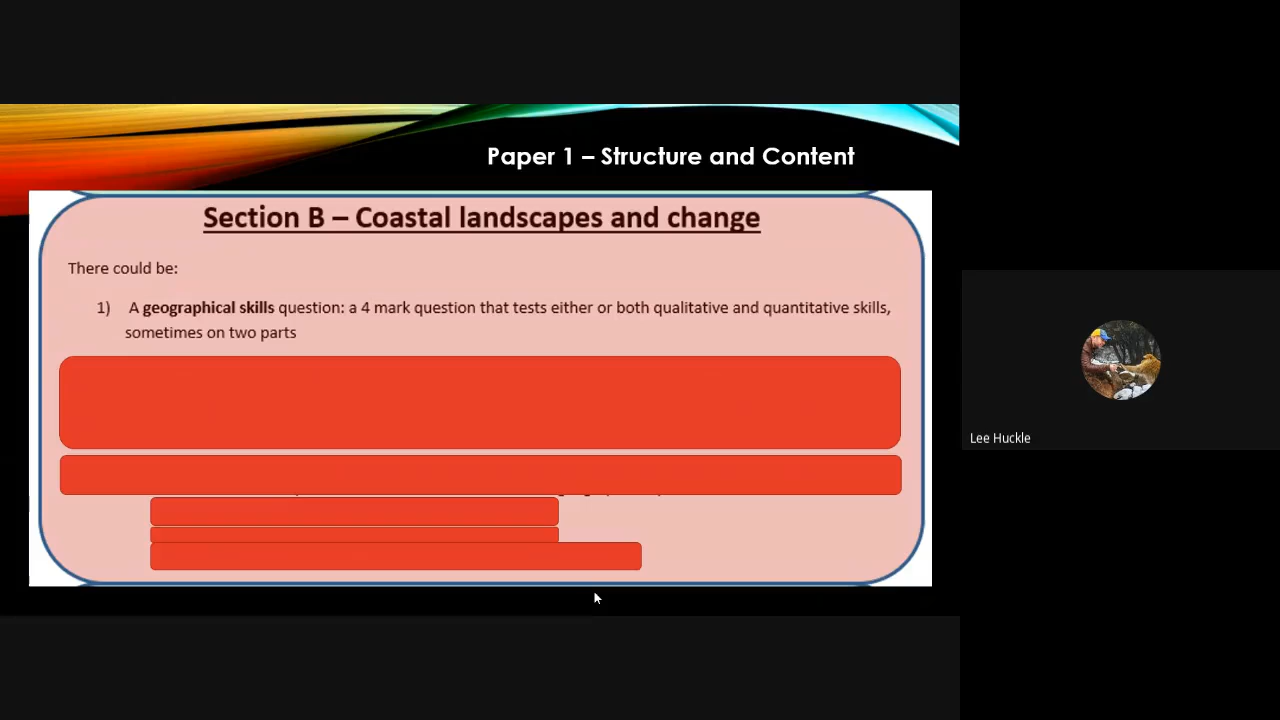 Paper 1 – Structure and Content
Section B – Coastal landscapes and change
There could be:
1) A geographical skills question: a 4 mark question that tests either or both qualitative and quantitative skills,
sometimes on two parts
Lee Huckle